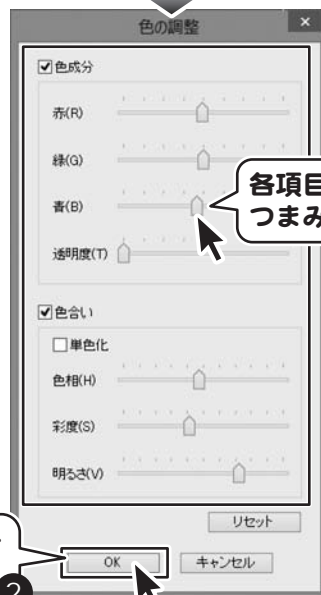 色の調整
×
色成分
赤(R)
緑(G)
青(B)
各項目
つまみ
透明度(T)
色合い
単色化
色相(H)
彩度(S)
明るさ(V)
リセット
OK
キャンセル
2